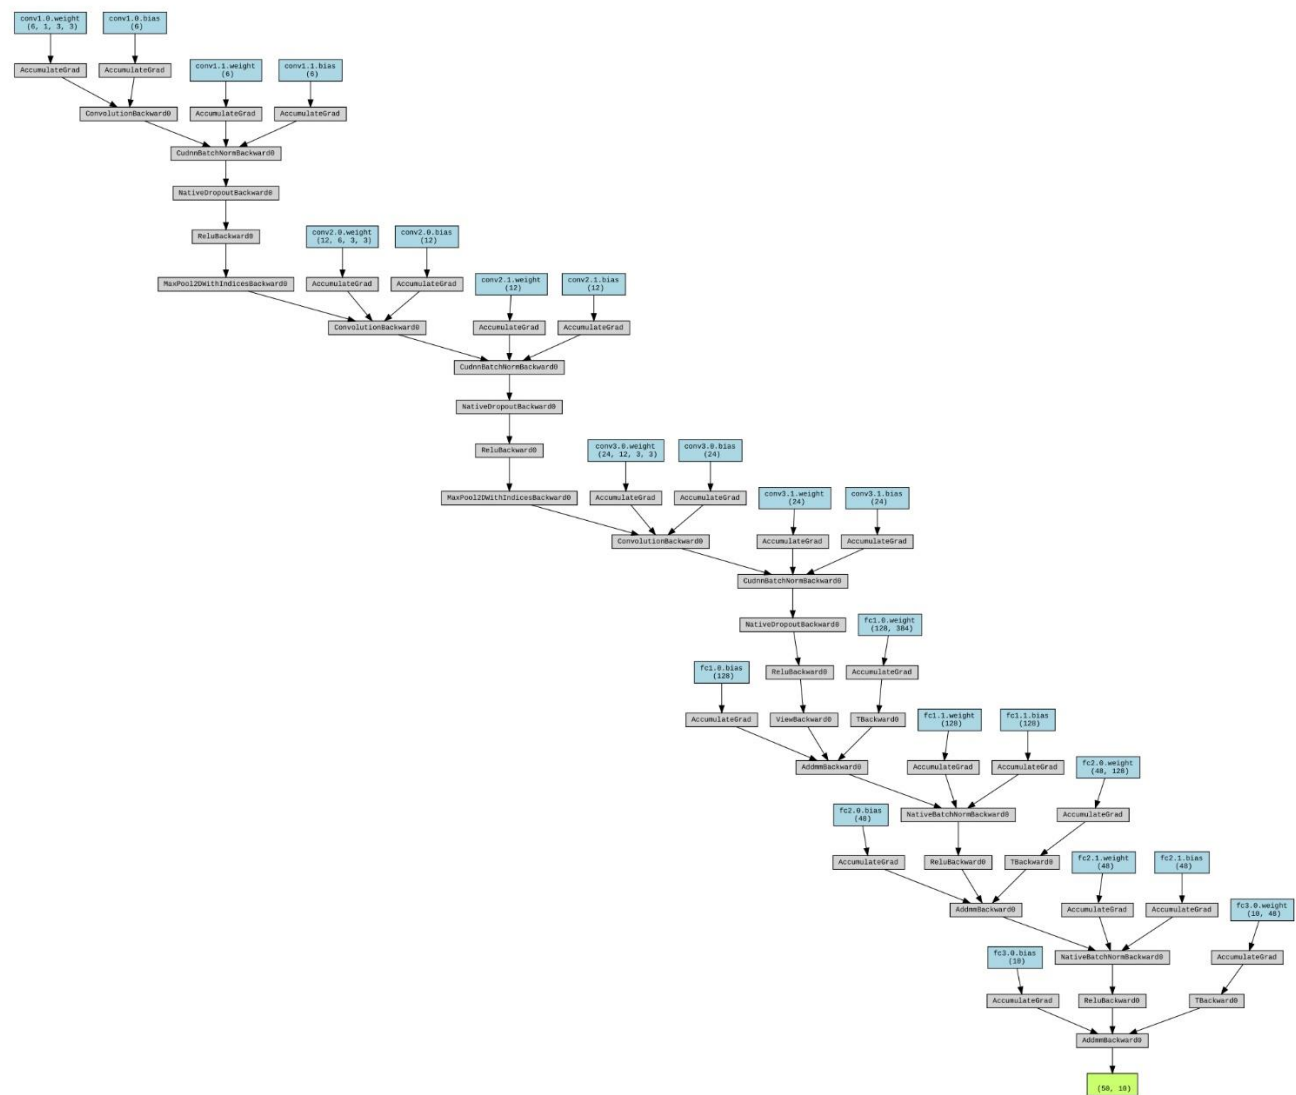 conv1.0.weight
(6, 1, 3, 3)
conv1.0.bias
(6)
AccumulateGrad
AccumulateGrad
conv1.1.weight
(6)
conv1.1.bias
(6)
ConvolutionBackward0
AccumulateGrad
AccumulateGrad
CudnnBatchNormBackward0
NativeDropoutBackward0
ReluBackward0
conv2.0.weight
(12, 6, 3, 3)
conv2.0.bias
(12)
MaxPool2DWithIndicesBackward0
AccumulateGrad
AccumulateGrad
conv2.1.weight
(12)
conv2.1.bias
(12)
ConvolutionBackward0
AccumulateGrad
AccumulateGrad
CudnnBatchNormBackward0
NativeDropoutBackward0
ReluBackward0
conv3.0.weight
(24, 12, 3, 3)
conv3.0.bias
(24)
MaxPool2DWithIndicesBackward0
AccumulateGrad
AccumulateGrad
conv3.1.weight
(24)
conv3.1.bias
(24)
ConvolutionBackward0
AccumulateGrad
AccumulateGrad
CudnnBatchNormBackward0
NativeDropoutBackward0
fc1.0.weight
(128, 384)
fc1.0.bias
(128)
ReluBackward0
AccumulateGrad
AccumulateGrad
ViewBackward0
TBackward0
fc1.1.weight
(128)
fc1.1.bias
(128)
AddmmBackward0
AccumulateGrad
AccumulateGrad
fc2.0.weight
(48, 128)
fc2.0.bias
(48)
NativeBatchNormBackward0
AccumulateGrad
AccumulateGrad
ReluBackward0
TBackward0
fc2.1.weight
(48)
fc2.1.bias
(48)
AddmmBackward0
AccumulateGrad
AccumulateGrad
fc3.0.weight
(10, 48)
fc3.0.bias
(10)
NativeBatchNormBackward0
AccumulateGrad
AccumulateGrad
ReluBackward0
TBackward0
AddmmBackward0
(50, 10)